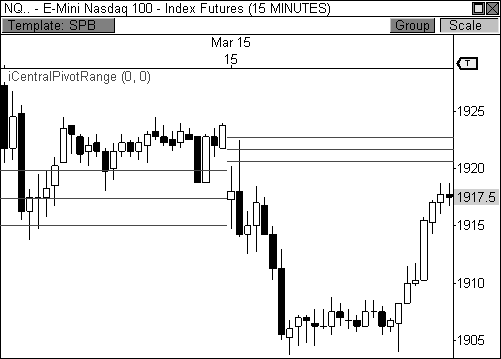 NQ.. - E-Mini Nasdaq 100 - Index Futures (15 MINUTES)
Template: SPB Group Scale
Mar 15
15
T
iCentralPivotRange (0, 0)
1925
1920
1917.5
1915
1910
1905